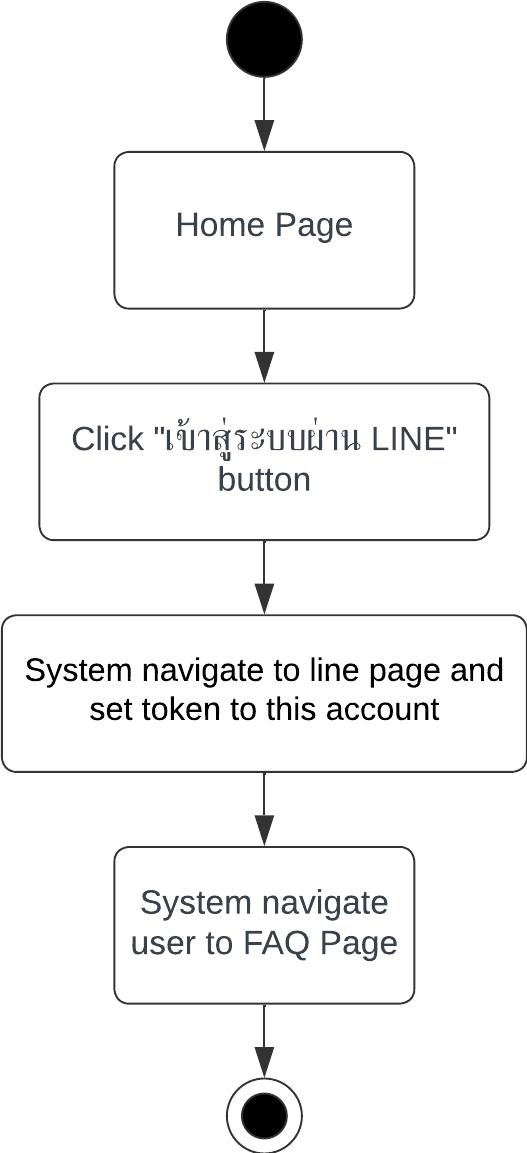 Home Page
Click "เข้าสู่ระบบผ่าน LINE"
button
System navigate to line page and
set token to this account
System navigate
user to FAQ Page